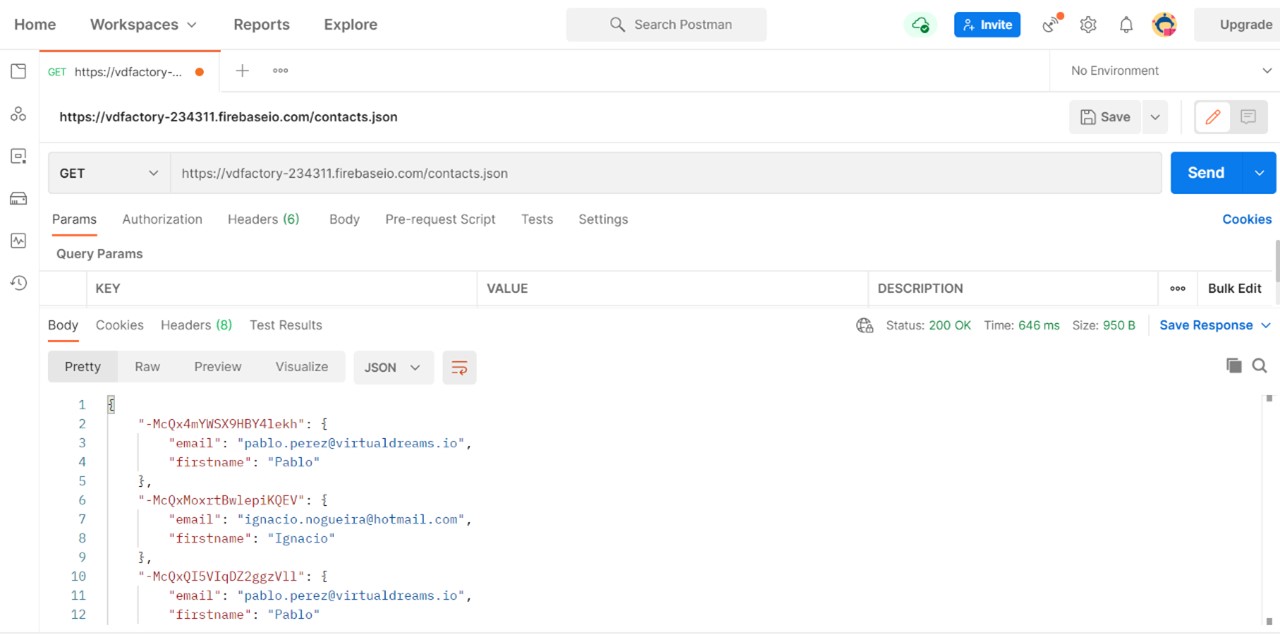 Home Workspaces Reports Explore Search Postman Invite Upgrade
GET https://vdfactory-... No Environment
https://vdfactory-234311.firebaseio.com/contacts.json Save
GET https://vdfactory-234311.firebaseio.com/contacts.json Send
Params Authorization Headers (6) Body Pre-request Script Tests Settings Cookies
Query Params
KEY VALUE DESCRIPTION Bulk Edit
Body Cookies Headers (8) Test Results Status: 200 OK Time: 646 ms Size: 950 B Save Response
Pretty Raw Preview Visualize JSON
1 {
2 "-McQx4mYWSX9HBY4lekh": {
3 "email": "pablo.perez@virtualdreams.io",
4 "firstname": "Pablo"
5 },
6 "-McQxMoxrtBwlepiKQEV": {
7 "email": "ignacio.nogueira@hotmail.com",
8 "firstname": "Ignacio"
9 },
10 "-McQxQI5VIqDZ2ggzVll": {
11 "email": "pablo.perez@virtualdreams.io",
12 "firstname": "Pablo"